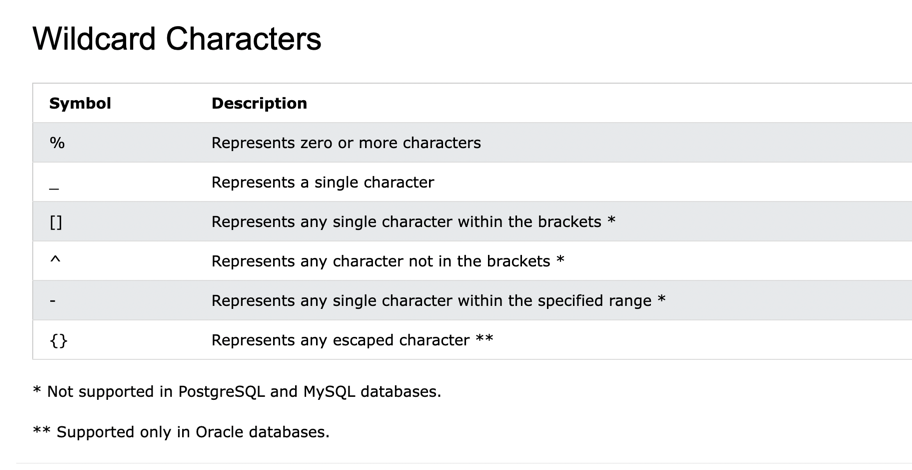 Wildcard Characters
Symbol Description
% Represents zero or more characters
_ Represents a single character
[] Represents any single character within the brackets *
^ Represents any character not in the brackets *
- Represents any single character within the specified range *
{} Represents any escaped character **
* Not supported in PostgreSQL and MySQL databases.
** Supported only in Oracle databases.